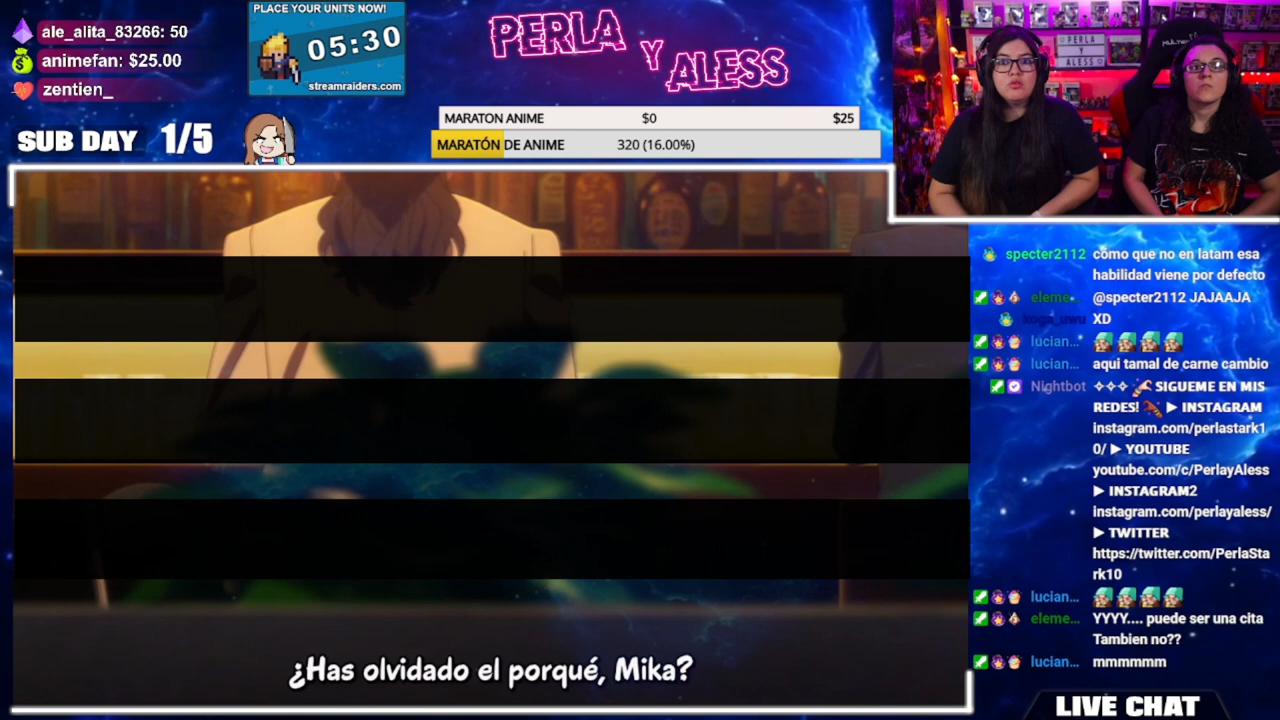 ale_alita_83266: 50
animefan: $25.00
zentien_
PLACE YOUR UNITS NOW!
05:30
streamraiders.com
PERLA
Y
ALESS
SUB DAY 1/5
MARATON ANIME $0 $25
MARATÓN DE ANIME 320 (16.00%)
PERLA
Y
ALESS
specter2112 cómo que no en latam esa
habilidad viene por defecto
eleme... @specter2112 JAJAAJA
koga_uwu XD
lucian...
lucian... aqui tamal de carne cambio
Nightbot ✧✧✧ SIGUEME EN MIS
REDES! ▶ INSTAGRAM
instagram.com/perlastark1
0/ ▶ YOUTUBE
youtube.com/c/PerlayAless
▶ INSTAGRAM2
instagram.com/perlayaless/
▶ TWITTER
https://twitter.com/PerlaSta
rk10
lucian...
eleme... YYYY.... puede ser una cita
Tambien no??
lucian... mmmmmm
¿Has olvidado el porqué, Mika?
LIVE CHAT